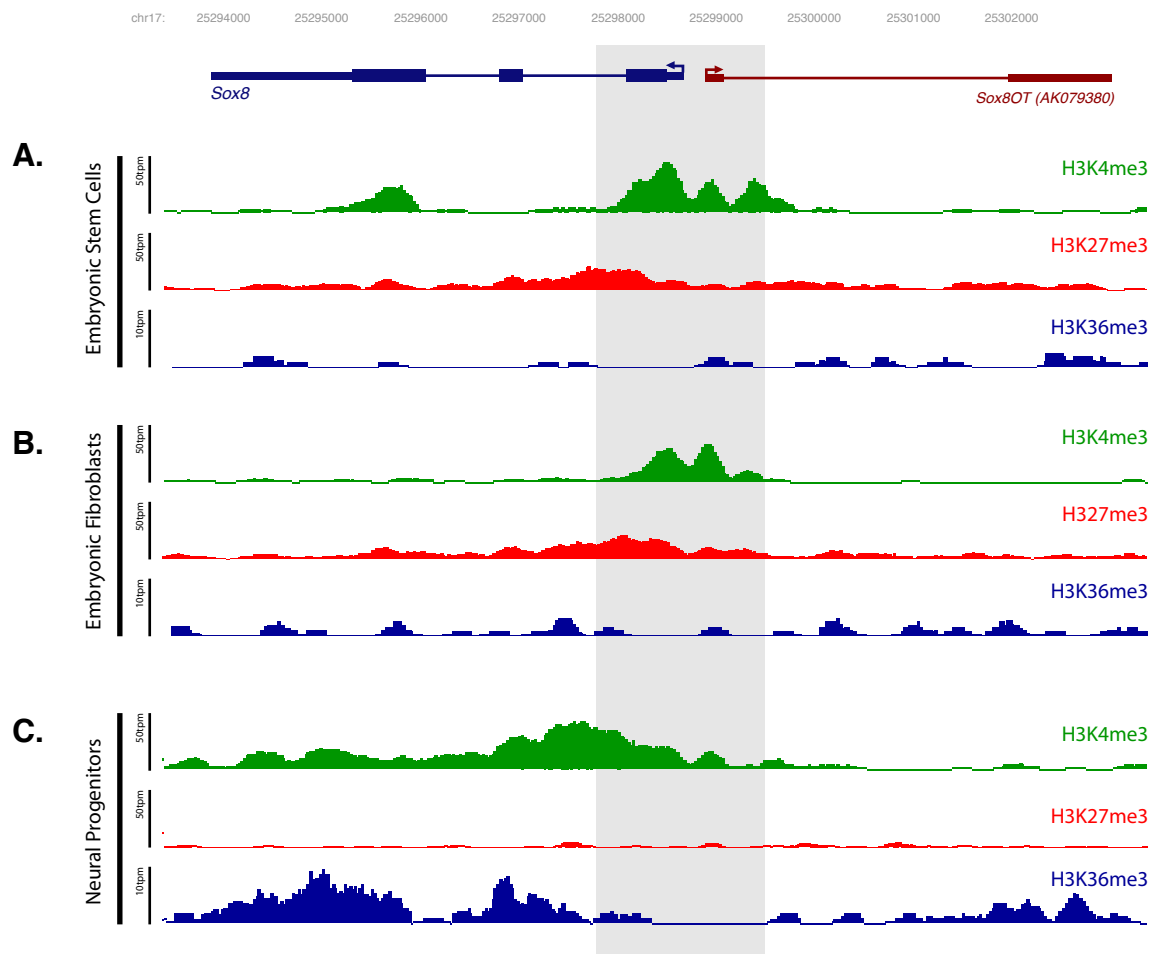 chr17: 25294000 25295000 25296000 25297000 25298000 25299000 25300000 25301000 25302000
Sox8
Sox8OT (AK079380)
A.
Embryonic Stem Cells
50tpm
H3K4me3
50tpm
H3K27me3
10tpm
H3K36me3
B.
Embryonic Fibroblasts
50tpm
H3K4me3
50tpm
H327me3
10tpm
H3K36me3
C.
Neural Progenitors
50tpm
H3K4me3
50tpm
H3K27me3
10tpm
H3K36me3